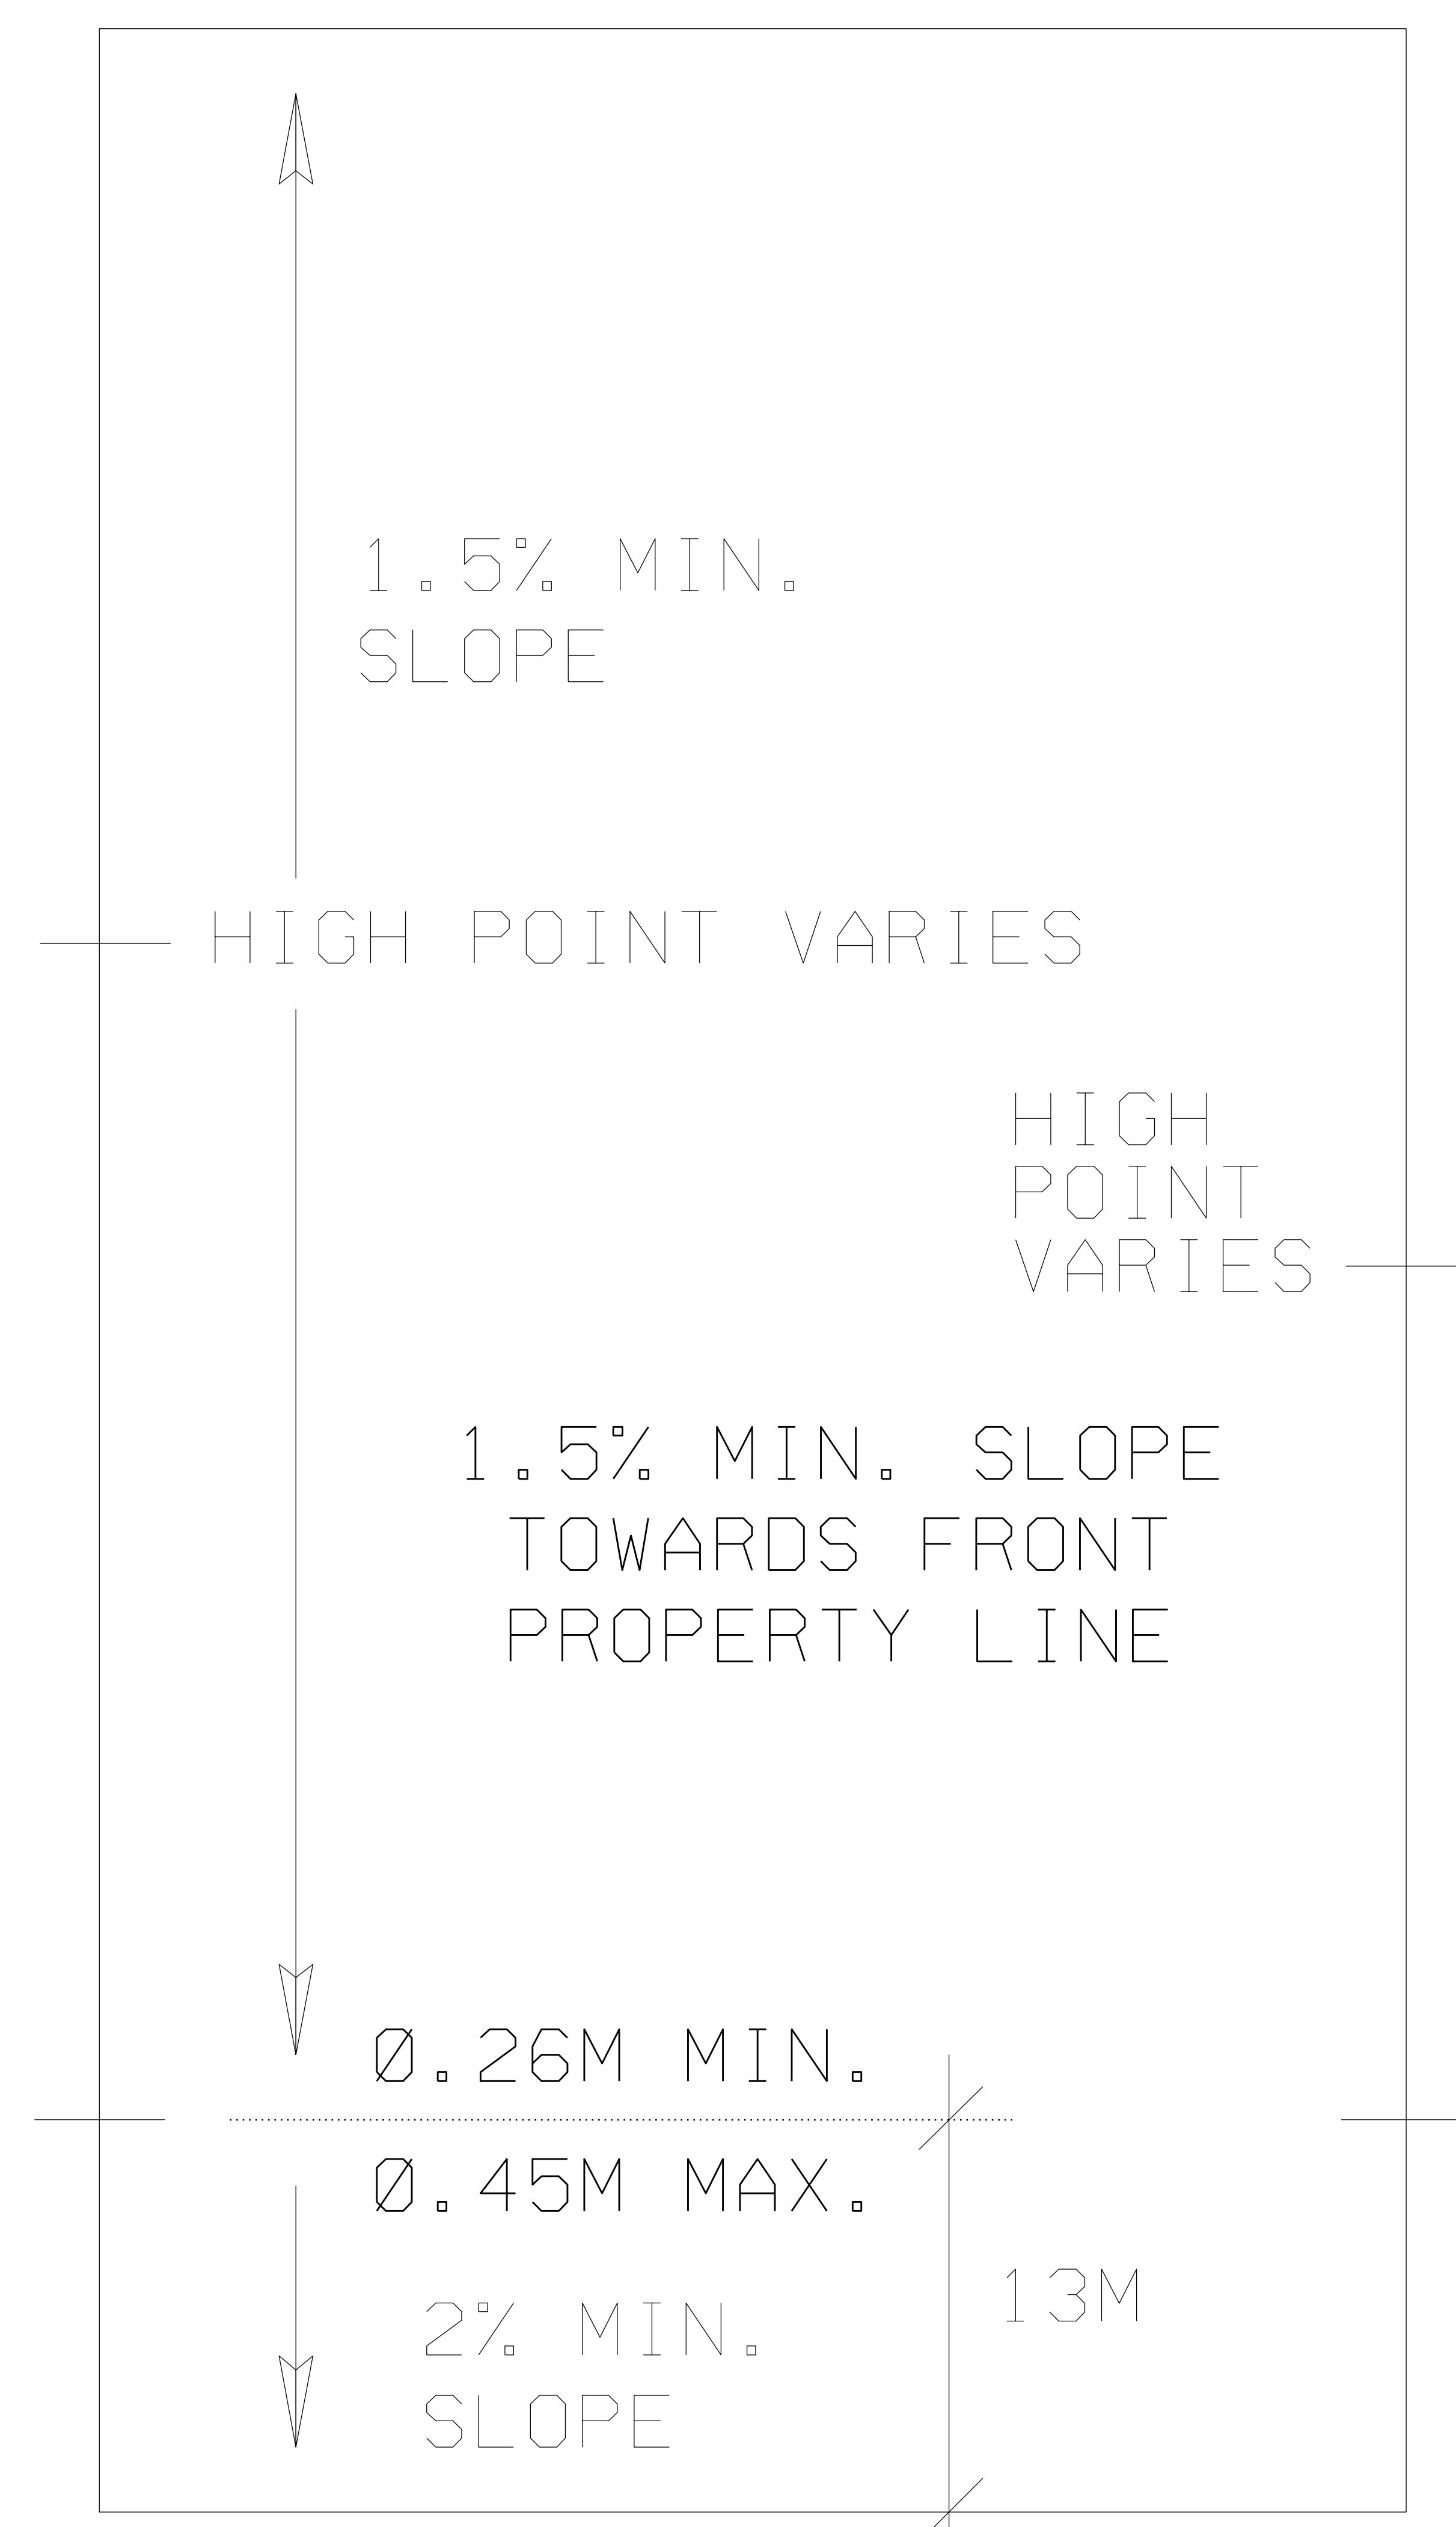 1.5% MIN.
SLOPE
HIGH POINT VARIES
HIGH
POINT
VARIES
1.5% MIN. SLOPE
TOWARDS FRONT
PROPERTY LINE
0.26M MIN.
0.45M MAX.
13M
2% MIN.
SLOPE